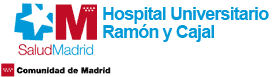 Hospital Universitario
Ramón y Cajal
SaludMadrid
Comunidad de Madrid